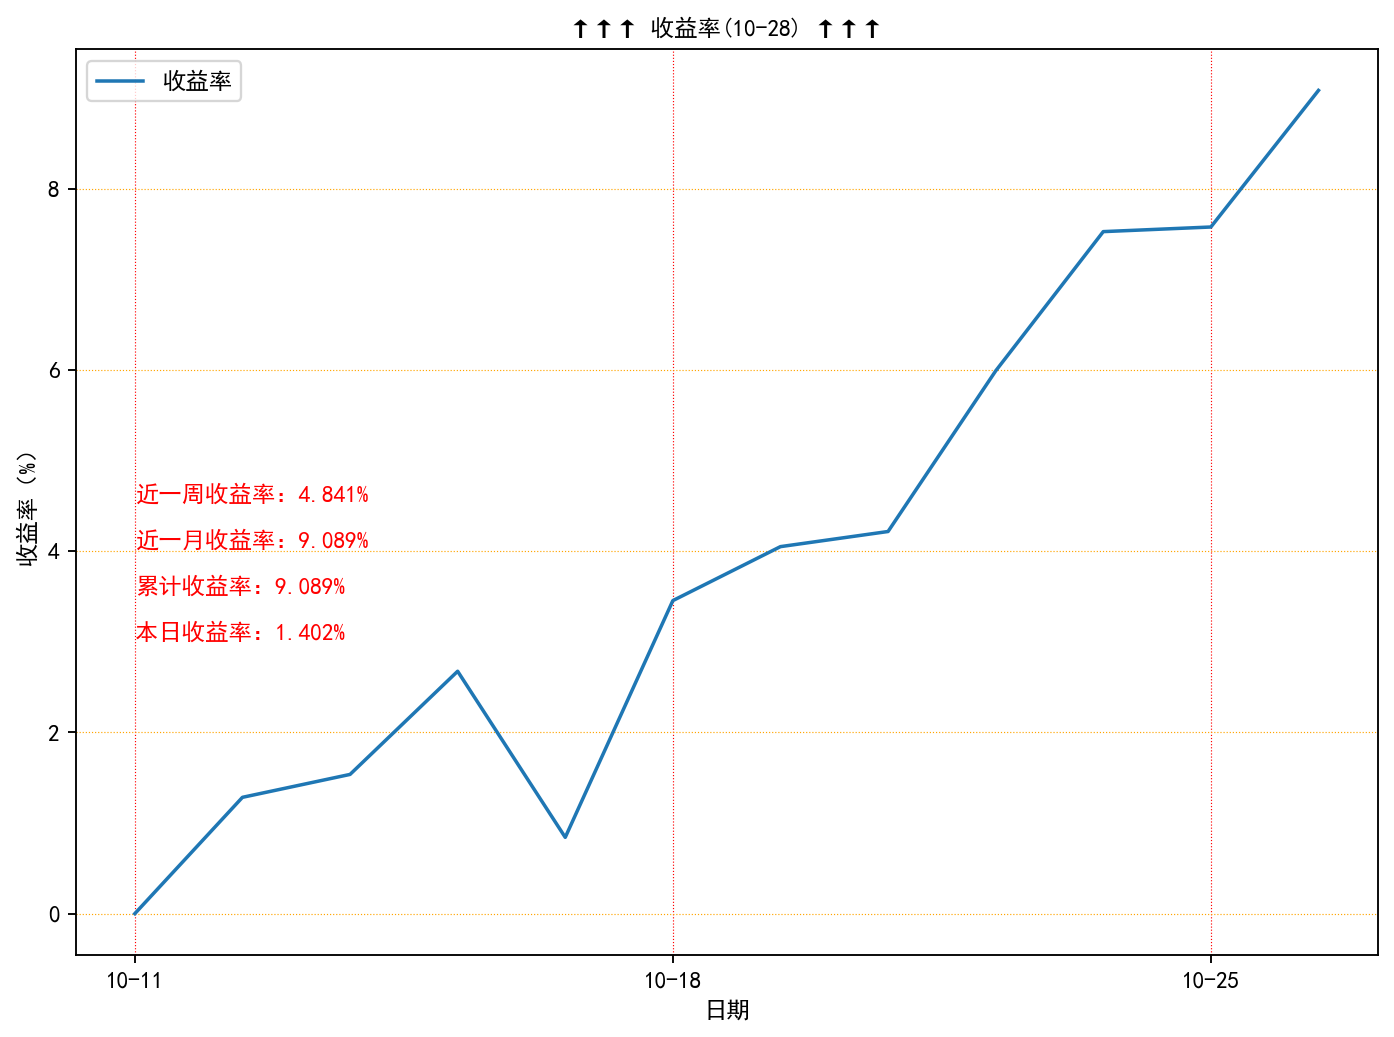 ↑↑↑ 收益率(10-28) ↑↑↑
收益率
8
6
4
2
0
收益率 (%)
近一周收益率: 4.841%
近一月收益率: 9.089%
累计收益率: 9.089%
本日收益率: 1.402%
10-11
10-18
10-25
日期